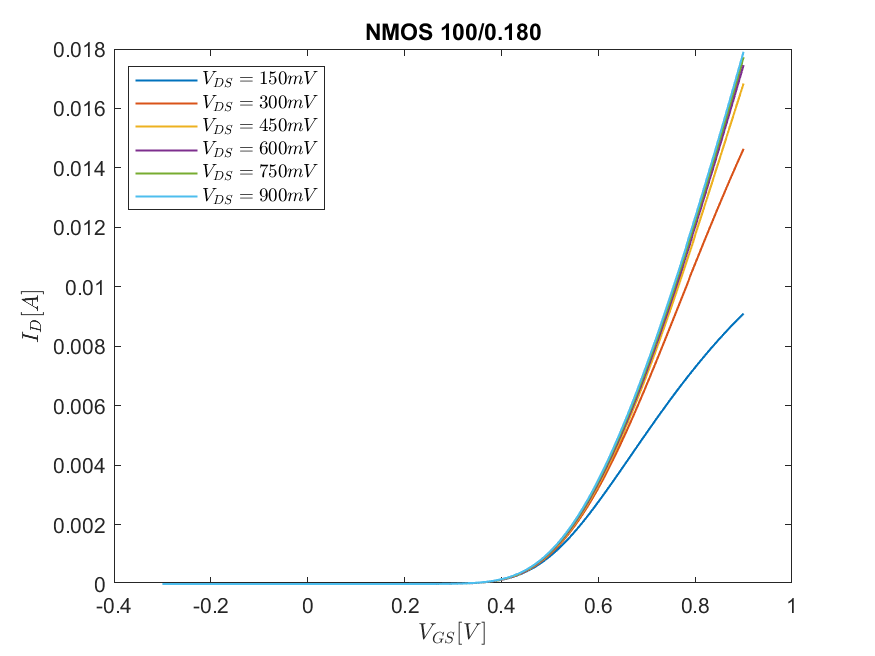 NMOS 100/0.180
0.018
0.016
0.014
0.012
0.01
0.008
0.006
0.004
0.002
0
V_DS = 150mV
V_DS = 300mV
V_DS = 450mV
V_DS = 600mV
V_DS = 750mV
V_DS = 900mV
I_D[A]
-0.4 -0.2 0 0.2 0.4 0.6 0.8 1
V_GS[V]